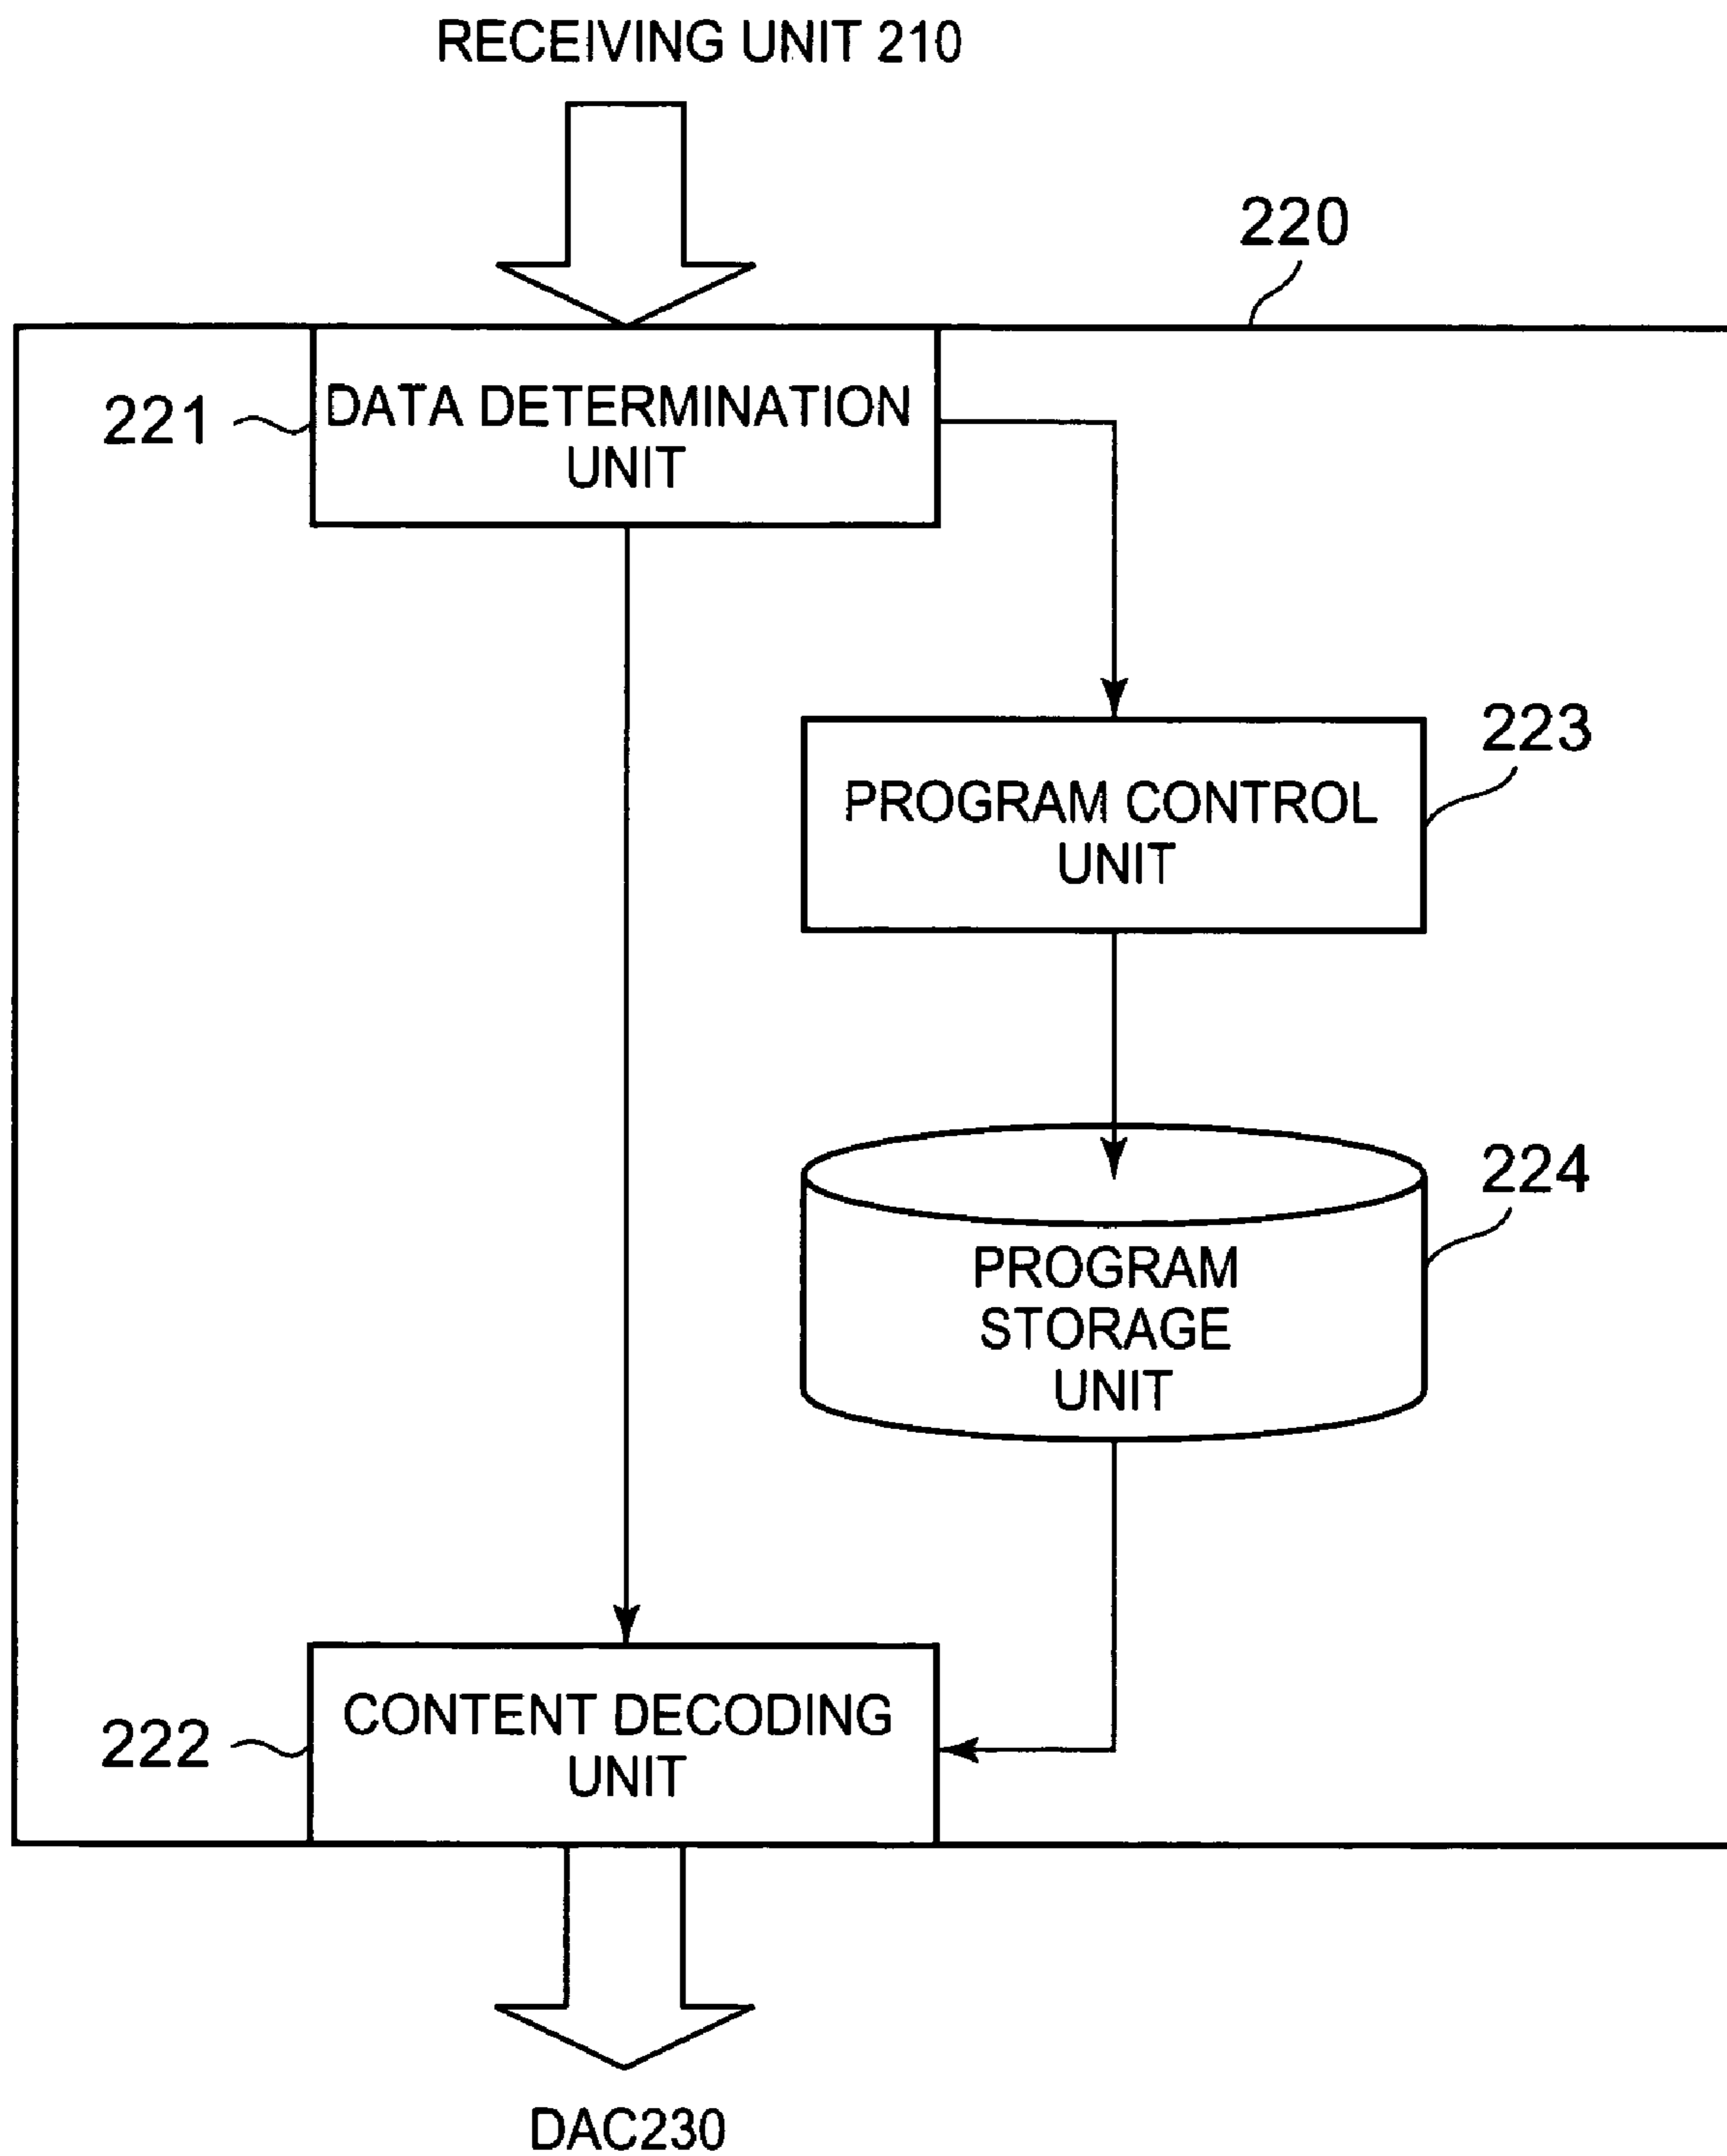 RECEIVING UNIT 210
220
221
DATA DETERMINATION
UNIT
223
PROGRAM CONTROL
UNIT
224
PROGRAM
STORAGE
UNIT
222
CONTENT DECODING
UNIT
DAC230